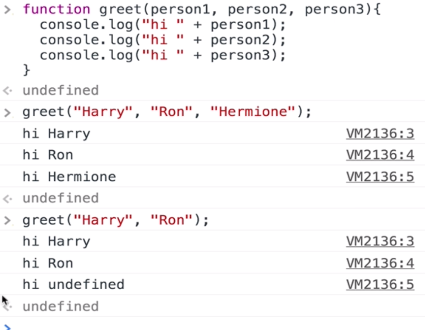 function greet(person1, person2, person3){
console.log("hi " + person1);
console.log("hi " + person2);
console.log("hi " + person3);
}
undefined
greet("Harry", "Ron", "Hermione");
hi Harry VM2136:3
hi Ron VM2136:4
hi Hermione VM2136:5
undefined
greet("Harry", "Ron");
hi Harry VM2136:3
hi Ron VM2136:4
hi undefined VM2136:5
undefined